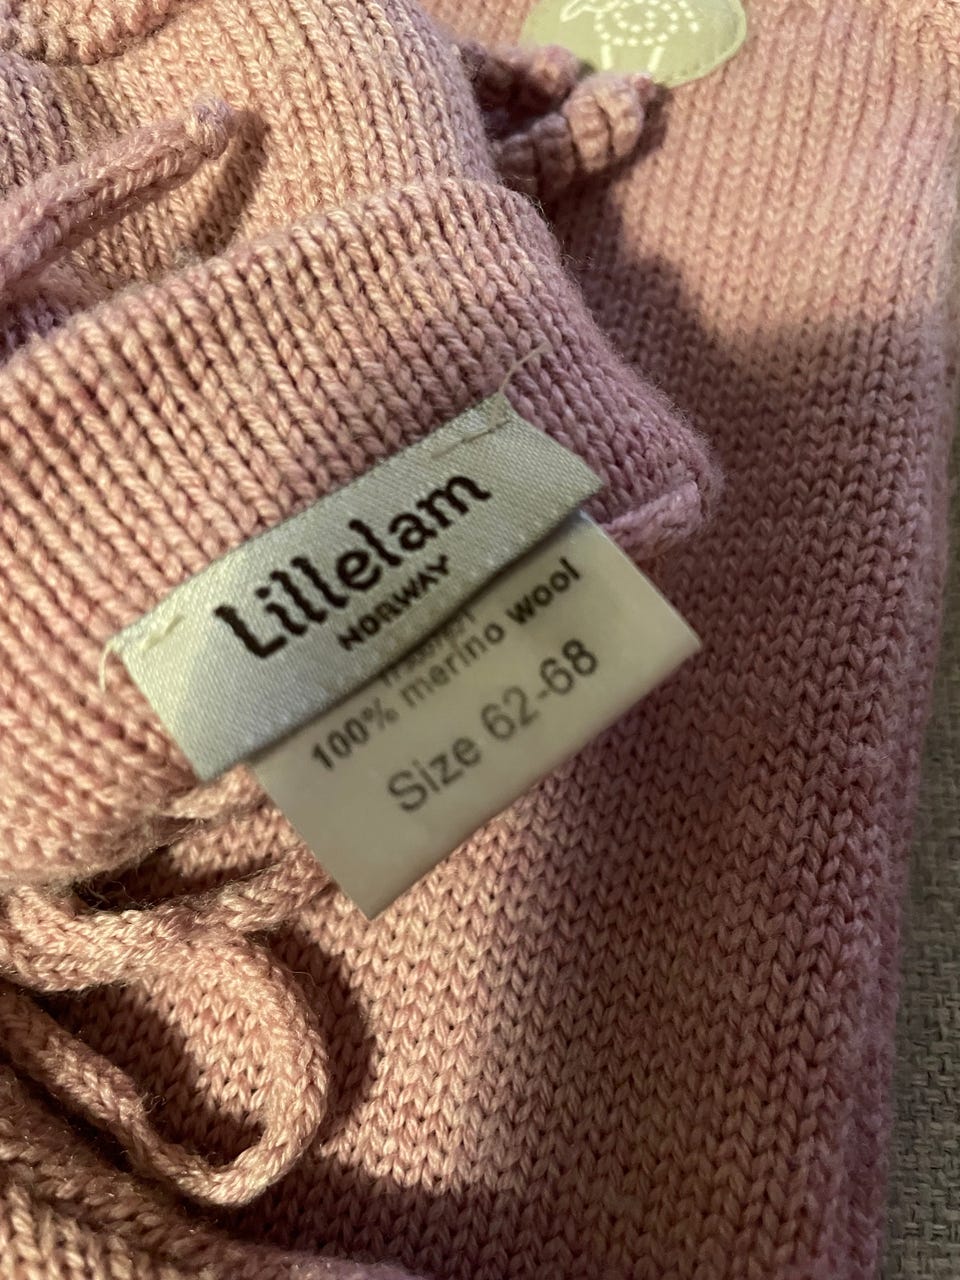 Lillelam
NORWAY
100% merino wool
Size 62-68